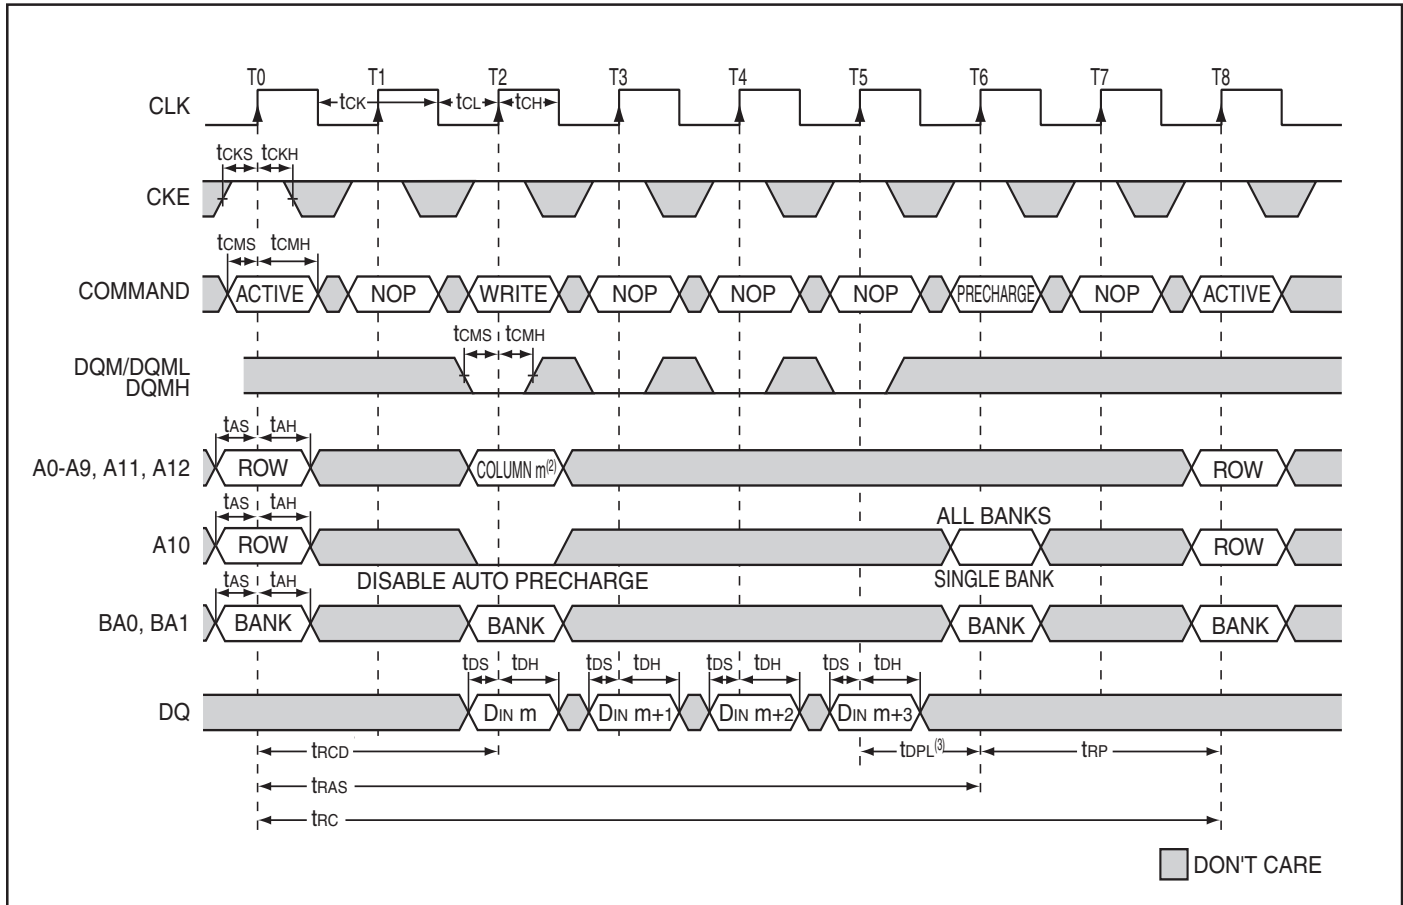 T0 T1 T2 T3 T4 T5 T6 T7 T8
CLK tCK tCL tCH
tCKS tCKH
CKE
tCMS tCMH
COMMAND ACTIVE NOP WRITE NOP NOP NOP PRECHARGE NOP ACTIVE
tCMS tCMH
DQM/DQML
DQMH
tAS tAH
A0-A9, A11, A12 ROW COLUMN m(2) ROW
tAS tAH ALL BANKS
A10 ROW ROW
DISABLE AUTO PRECHARGE SINGLE BANK
tAS tAH
BA0, BA1 BANK BANK BANK BANK
tDS tDH tDS tDH tDS tDH tDS tDH
DQ DIN m DIN m+1 DIN m+2 DIN m+3
tRCD tDPL(3) tRP
tRAS
tRC
DON'T CARE